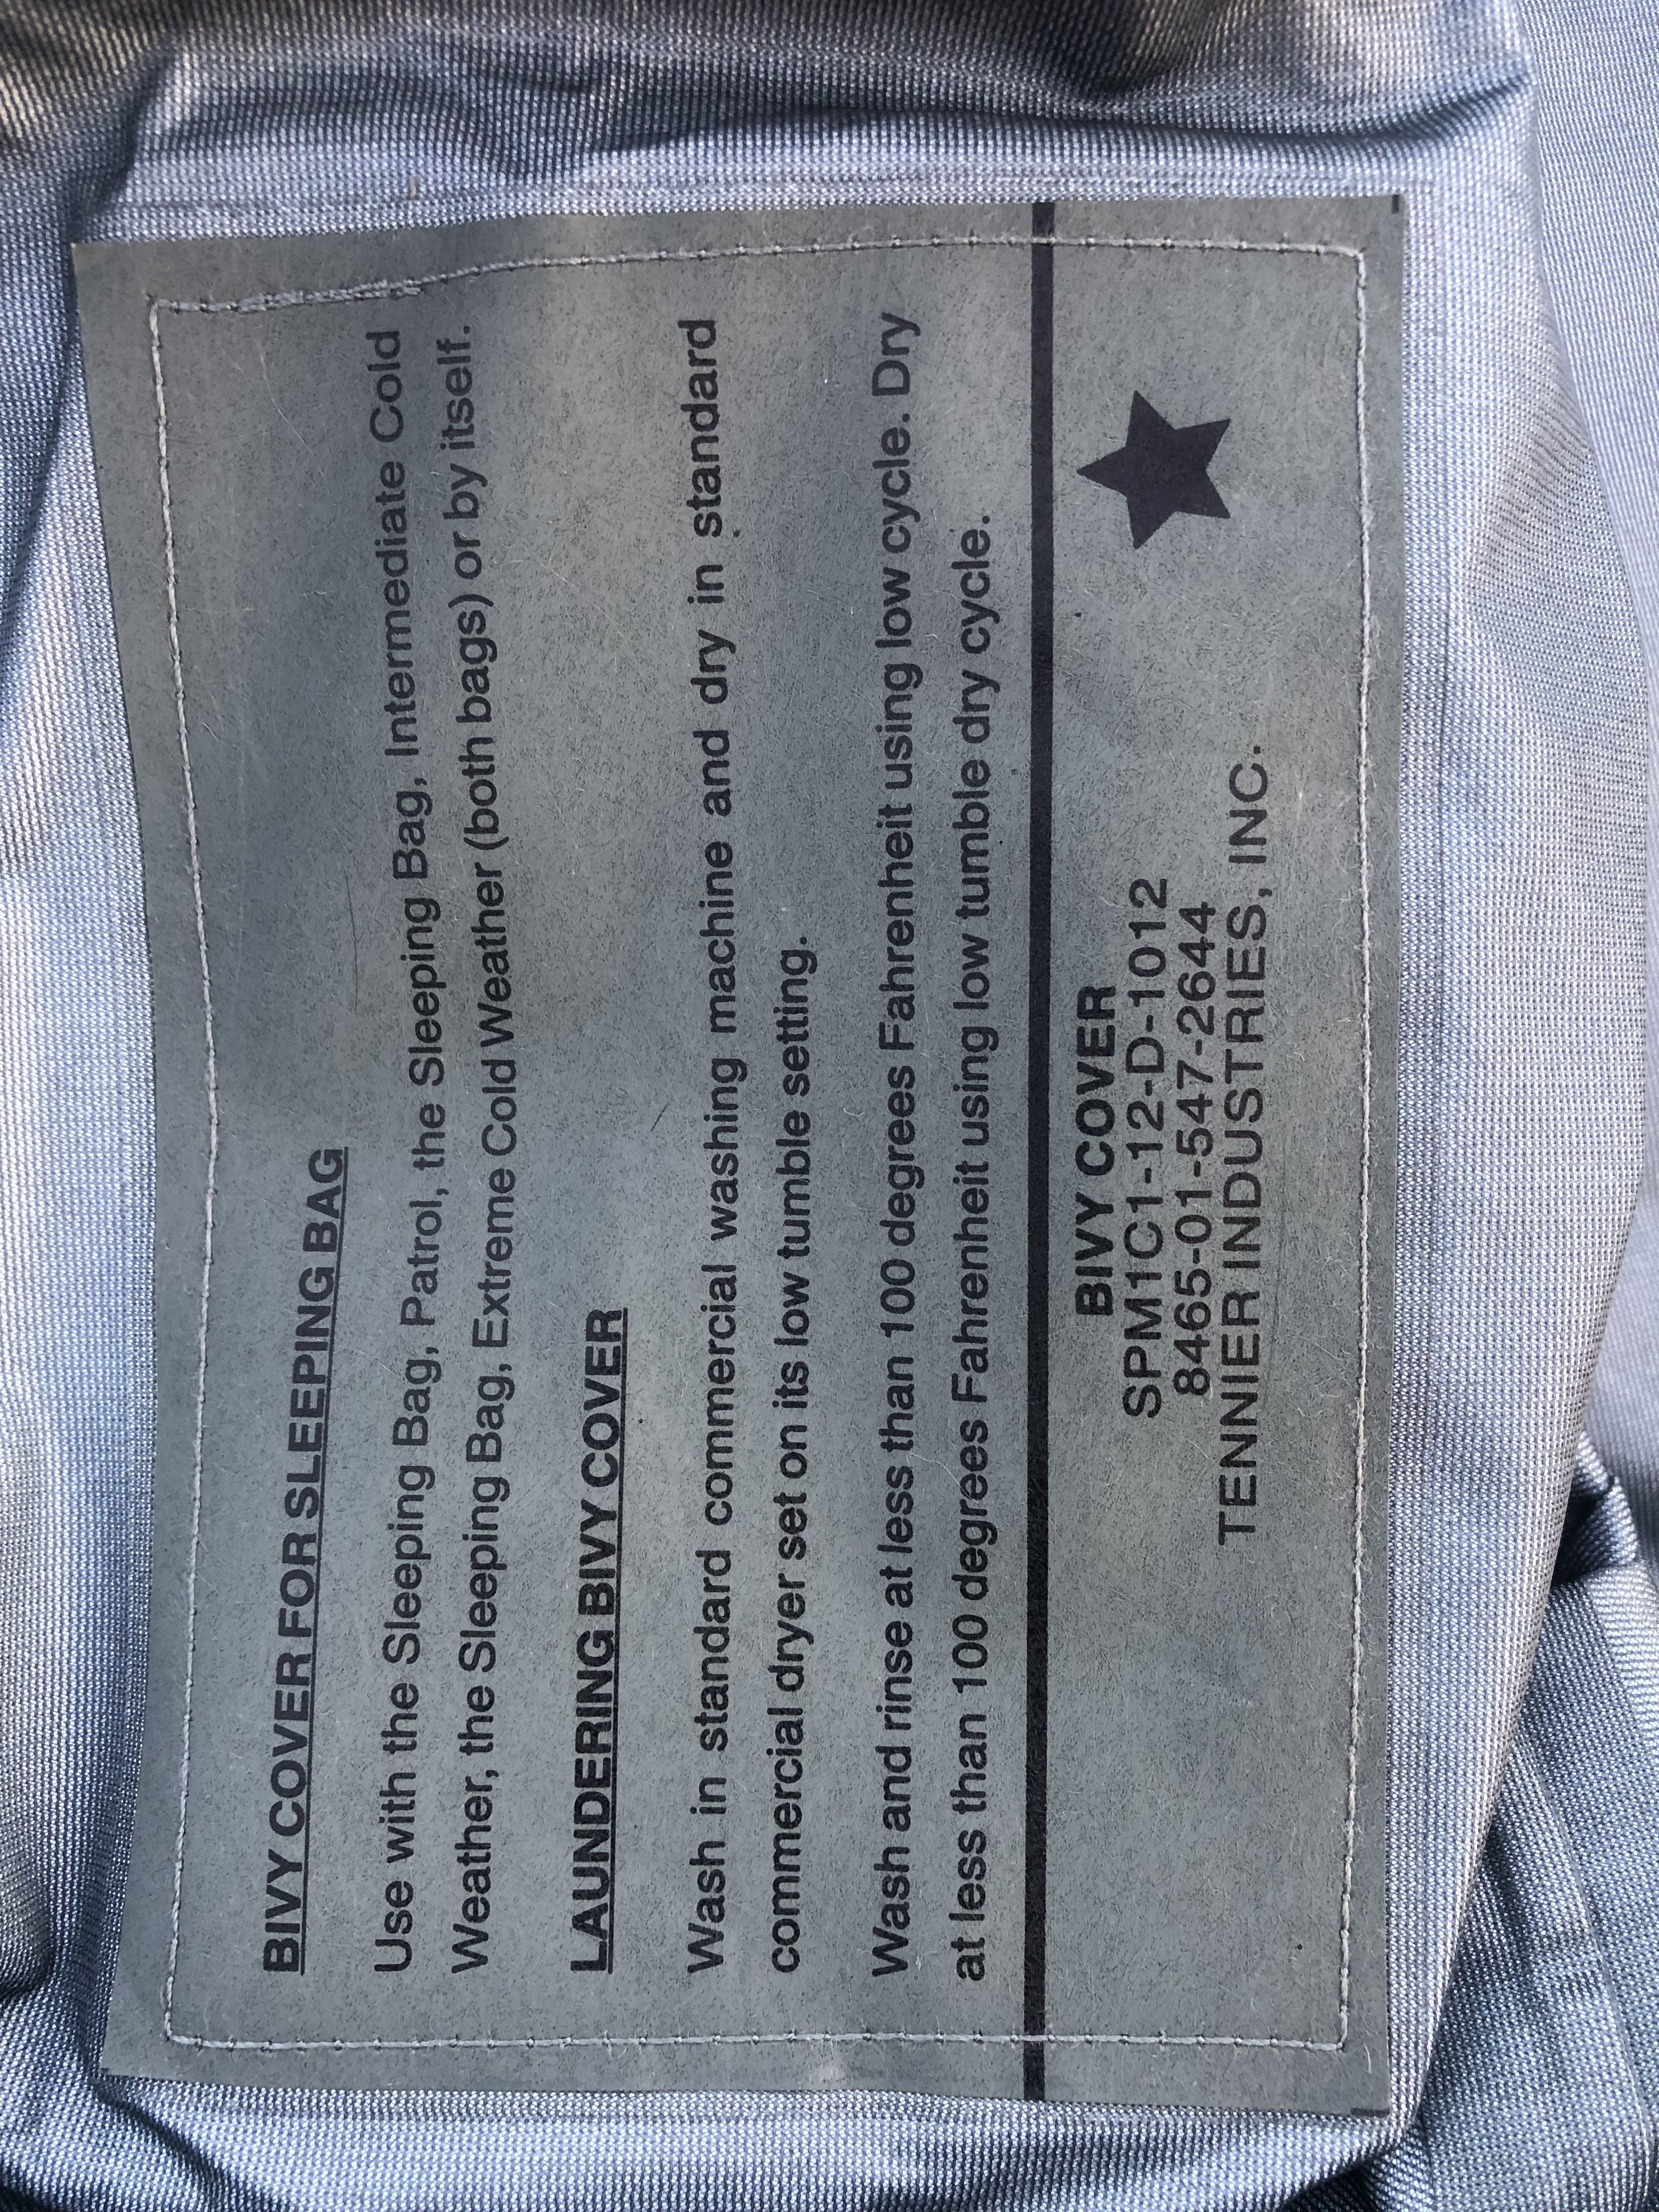 BIVY COVER FOR SLEEPING BAG
Use with the Sleeping Bag, Patrol, the Sleeping Bag, Intermediate Cold
Weather, the Sleeping Bag, Extreme Cold Weather (both bags) or by itself.
LAUNDERING BIVY COVER
Wash in standard commercial washing machine and dry in standard
commercial dryer set on its low tumble setting.
Wash and rinse at less than 100 degrees Fahrenheit using low cycle. Dry
at less than 100 degrees Fahrenheit using low tumble dry cycle.
BIVY COVER
SPM1C1-12-D-1012
8465-01-547-2644
TENNIER INDUSTRIES, INC.